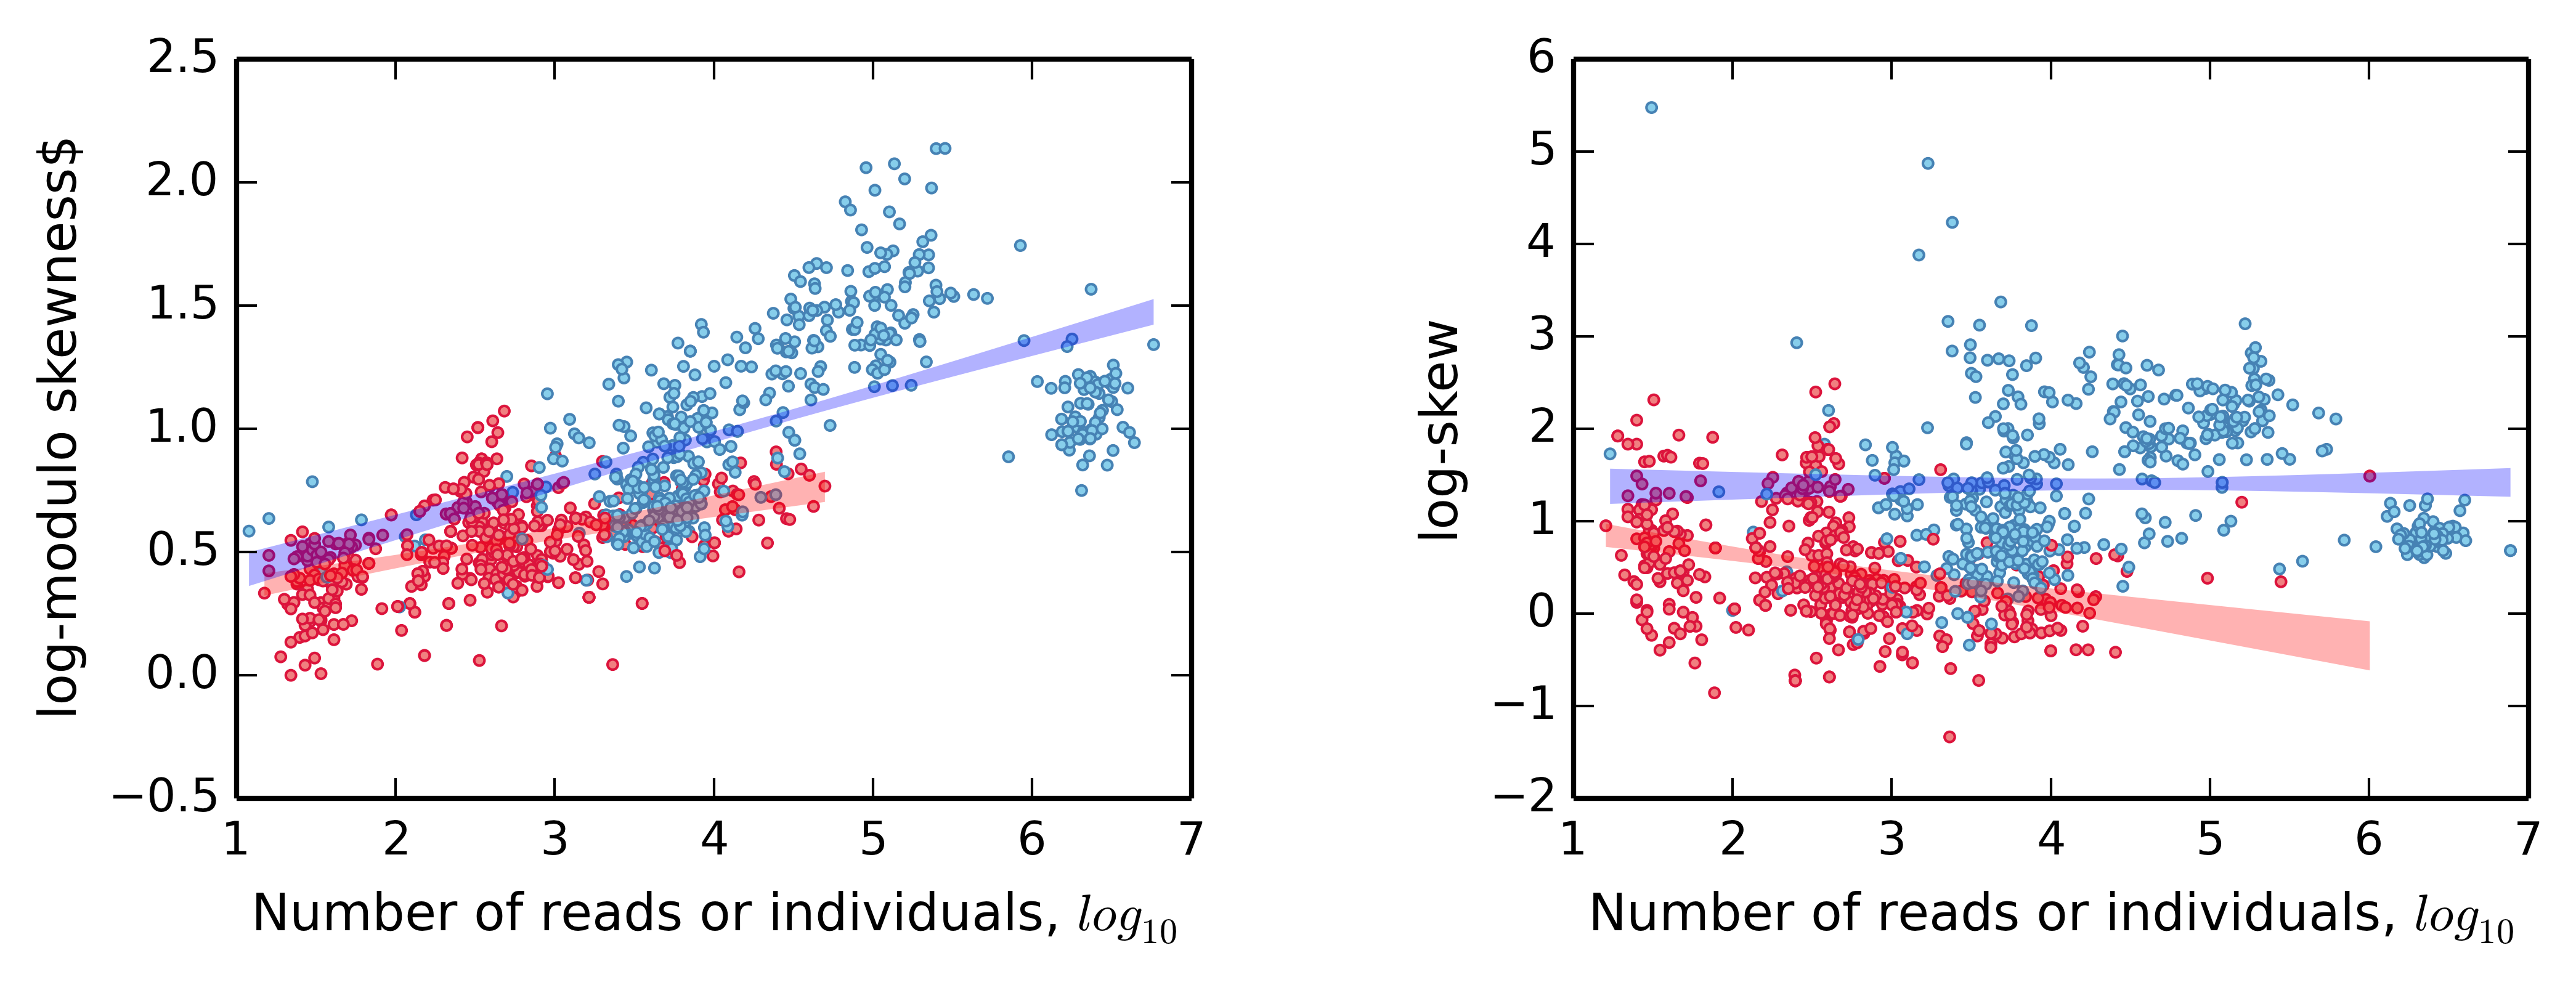 log-modulo skewness$
2.5
2.0
1.5
1.0
0.5
0.0
−0.5
1 2 3 4 5 6 7
Number of reads or individuals, log10
log-skew
6
5
4
3
2
1
0
−1
−2
1 2 3 4 5 6 7
Number of reads or individuals, log10